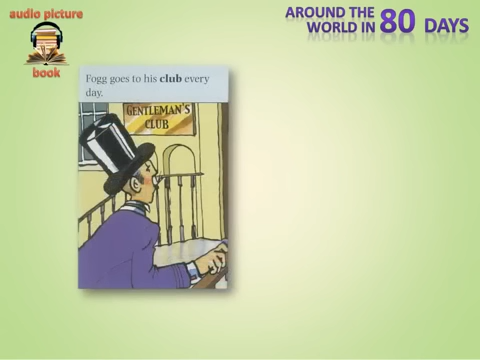 audio picture
book
AROUND THE
WORLD IN 80 DAYS
Fogg goes to his club every
day.
GENTLEMAN'S
CLUB